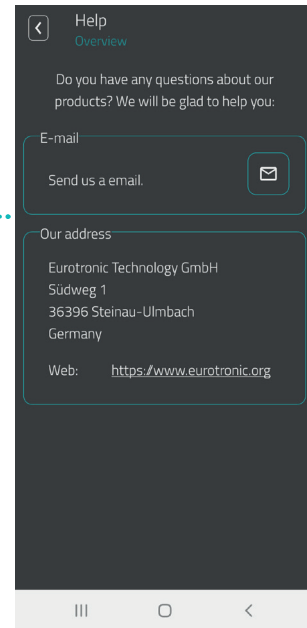 Help
Overview
Do you have any questions about our
products? We will be glad to help you:
E-mail
Send us a email.
Our address
Eurotronic Technology GmbH
Südweg 1
36396 Steinau-Ulmbach
Germany
Web: https://www.eurotronic.org